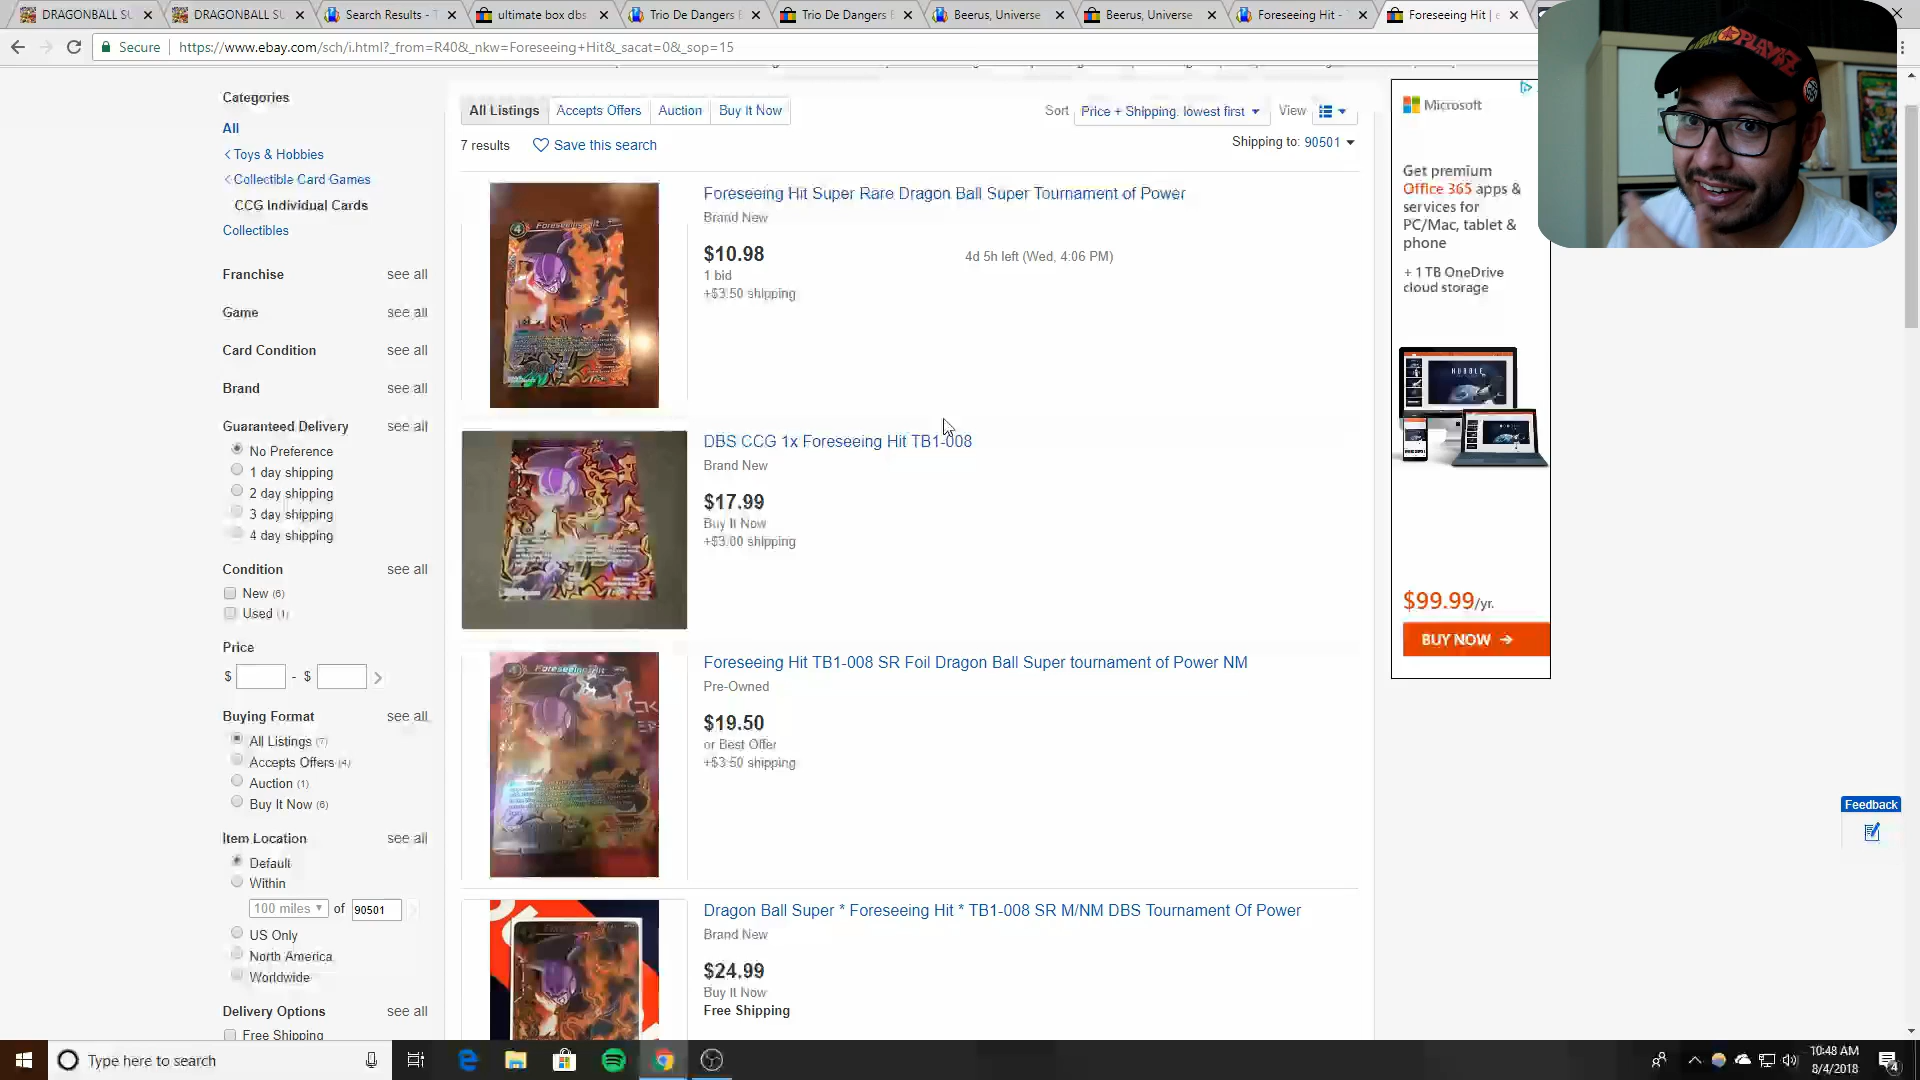 DRAGONBALL SU
DRAGONBALL SU
Search Results - T
ultimate box dbs
Trio De Dangers B
Trio De Dangers B
Beerus, Universe
Beerus, Universe
Foreseeing Hit - T
Foreseeing Hit | e
Secure
https://www.ebay.com/sch/i.html?_from=R40&_nkw=Foreseeing+Hit&_sacat=0&_sop=15
Categories
All
Toys & Hobbies
Collectible Card Games
CCG Individual Cards
Collectibles
Franchise see all
Game see all
Card Condition see all
Brand see all
Guaranteed Delivery see all
No Preference
1 day shipping
2 day shipping
3 day shipping
4 day shipping
Condition see all
New (6)
Used (1)
Price
$ - $
Buying Format see all
All Listings (7)
Accepts Offers (4)
Auction (1)
Buy It Now (6)
Item Location see all
Default
Within
100 miles of 90501
US Only
North America
Worldwide
Delivery Options see all
Free Shipping
All Listings Accepts Offers Auction Buy It Now
Sort Price + Shipping: lowest first View
7 results Save this search
Shipping to: 90501
Foreseeing Hit Super Rare Dragon Ball Super Tournament of Power
Brand New
$10.98
4d 5h left (Wed, 4:06 PM)
1 bid
+$3.50 shipping
4 Foreseeing Hit
DBS CCG 1x Foreseeing Hit TB1-008
Brand New
$17.99
Buy It Now
+$3.00 shipping
Foreseeing Hit TB1-008 SR Foil Dragon Ball Super tournament of Power NM
Pre-Owned
$19.50
or Best Offer
+$3.50 shipping
4 Foreseeing Hit
Dragon Ball Super * Foreseeing Hit * TB1-008 SR M/NM DBS Tournament Of Power
Brand New
$24.99
Buy It Now
Free Shipping
Microsoft
Get premium
Office 365 apps &
services for
PC/Mac, tablet &
phone
+ 1 TB OneDrive
cloud storage
HUBBLE
$99.99/yr.
BUY NOW
Feedback
Type here to search
10:48 AM
8/4/2018
4